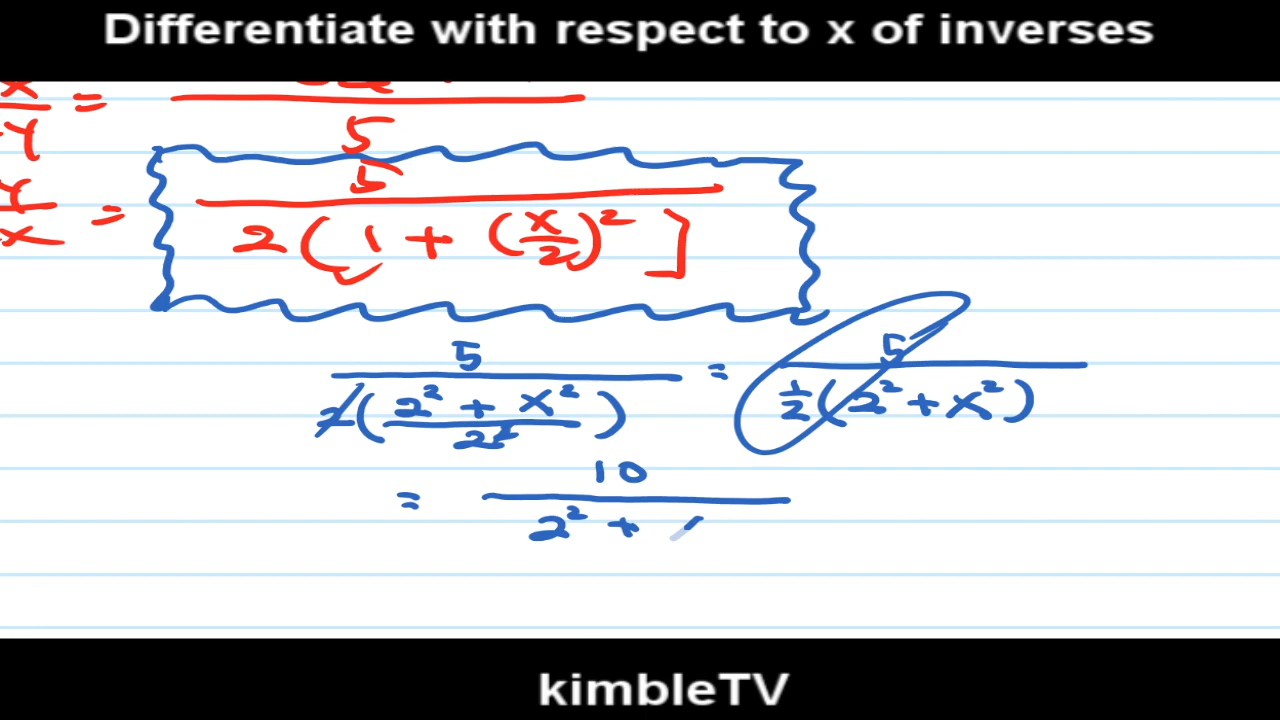 Differentiate with respect to x of inverses
x/y = /5
y/x = 5/2(1 + (x/2)²]
5/2((2² + x²)/2²) = 5/½(2² + x²)
= 10/2² +
kimbleTV